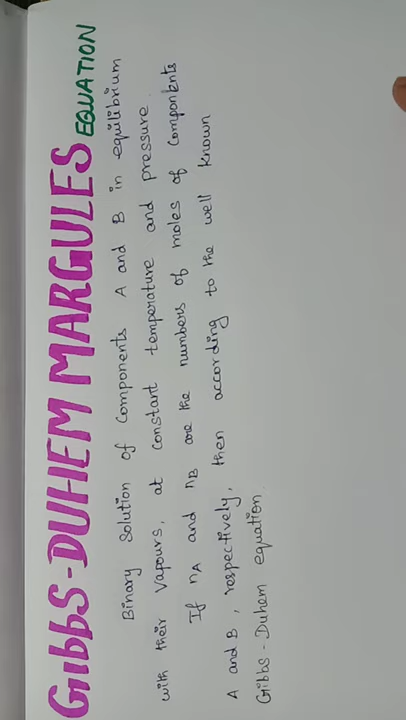 GIbbS-DUHEM MARGULES EQUATION
Binary Solution of Components A and B in equilibrium
with their Vapours, at constant temperature and pressure.
If nA and nB are the numbers of moles of Components
A and B, respectively, then according to the well known
Gibbs-Duhem equation